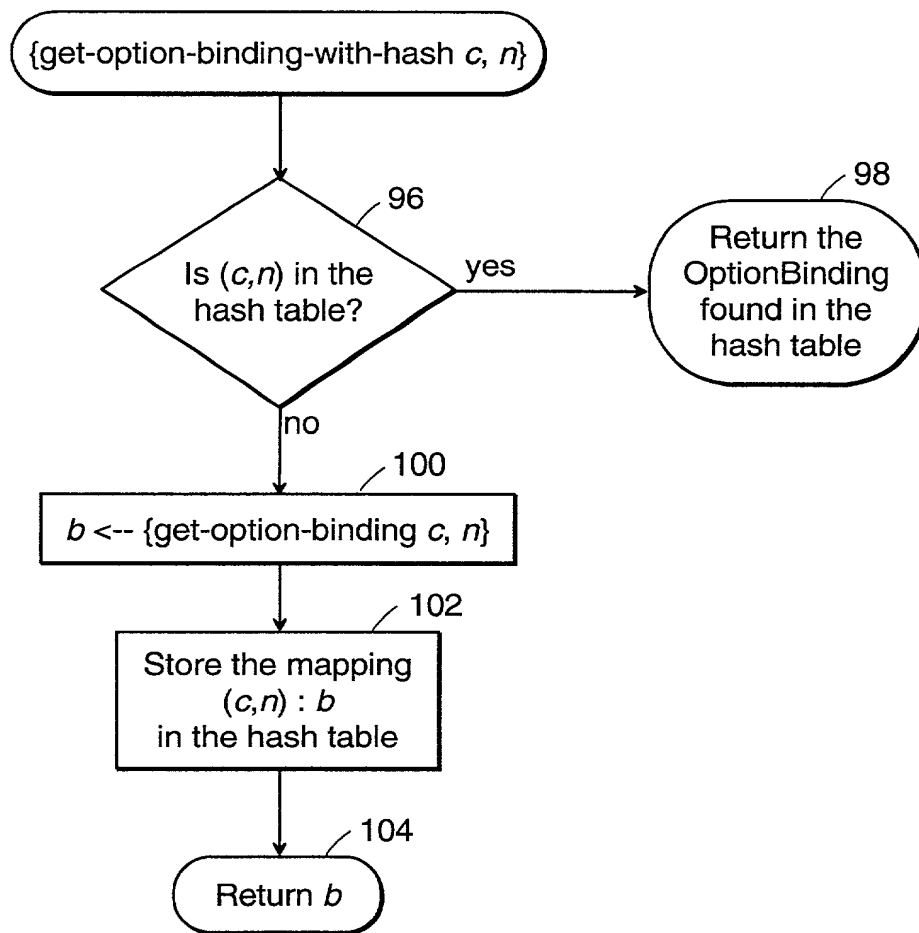 {get-option-binding-with-hash c, n}
96
Is (c,n) in the
hash table?
yes
98
Return the
OptionBinding
found in the
hash table
no
100
b <-- {get-option-binding c, n}
102
Store the mapping
(c,n) : b
in the hash table
104
Return b